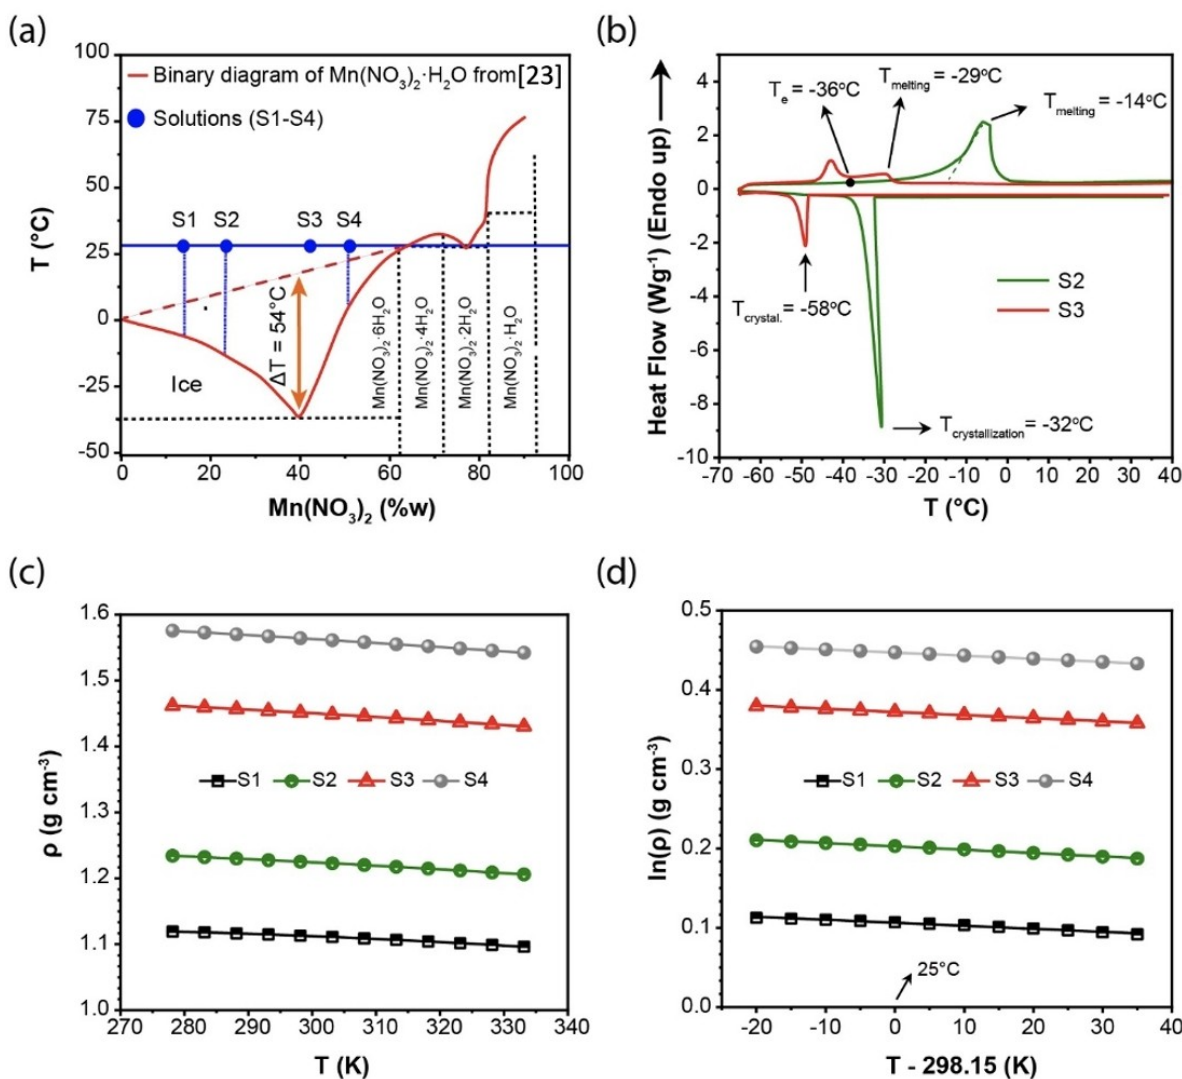 (a)
100
75
50
25
0
-25
-50
T (°C)
Binary diagram of Mn(NO₃)₂·H₂O from[23]
Solutions (S1-S4)
S1 S2 S3 S4
ΔT = 54°C
Ice
Mn(NO₃)₂·6H₂O
Mn(NO₃)₂·4H₂O
Mn(NO₃)₂·2H₂O
Mn(NO₃)₂·H₂O
0 20 40 60 80 100
Mn(NO₃)₂ (%w)
(b)
4
2
0
-2
-4
-6
-8
-10
Heat Flow (Wg⁻¹) (Endo up)
Tₑ = -36°C
Tmelting = -29°C
Tmelting = -14°C
S2
S3
Tcrystal. = -58°C
Tcrystallization = -32°C
-70 -60 -50 -40 -30 -20 -10 0 10 20 30 40
T (°C)
(c)
1.6
1.5
1.4
1.3
1.2
1.1
1.0
ρ (g cm⁻³)
S1 S2 S3 S4
270 280 290 300 310 320 330 340
T (K)
(d)
0.5
0.4
0.3
0.2
0.1
0.0
ln(ρ) (g cm⁻³)
S1 S2 S3 S4
25°C
-20 -10 0 10 20 30 40
T - 298.15 (K)